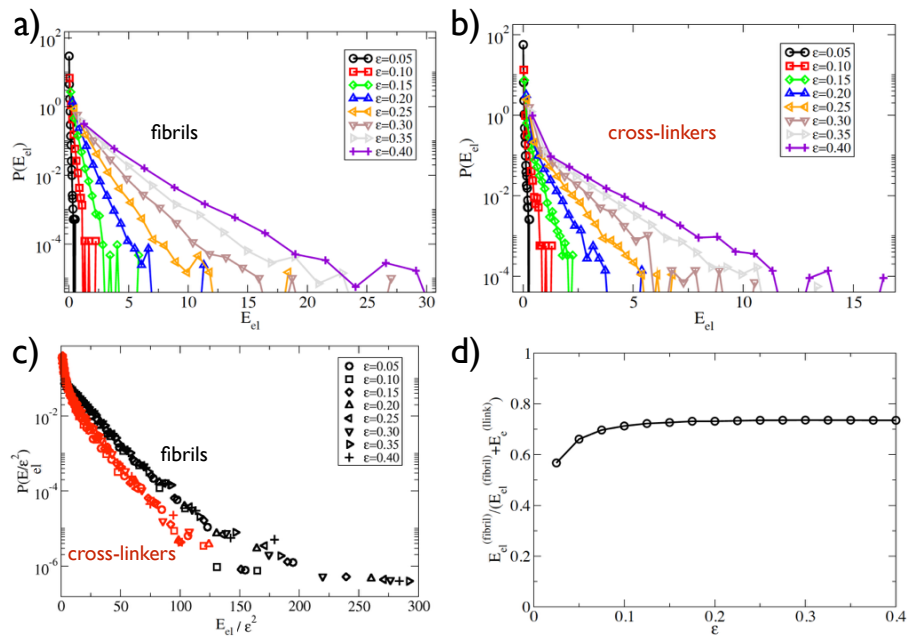 a)
10^2
10^0
10^-2
10^-4
P(E_el)
0 5 10 15 20 25 30
E_el
fibrils
ε=0.05
ε=0.10
ε=0.15
ε=0.20
ε=0.25
ε=0.30
ε=0.35
ε=0.40
b)
10^2
10^0
10^-2
10^-4
P(E_el)
0 5 10 15
E_el
cross-linkers
ε=0.05
ε=0.10
ε=0.15
ε=0.20
ε=0.25
ε=0.30
ε=0.35
ε=0.40
c)
10^-2
10^-4
10^-6
P(E_el/ε^2)
0 50 100 150 200 250 300
E_el / ε^2
fibrils
cross-linkers
ε=0.05
ε=0.10
ε=0.15
ε=0.20
ε=0.25
ε=0.30
ε=0.35
ε=0.40
d)
1
0.8
0.6
0.4
0.2
0
E_el^(fibril)/(E_el^(fibril)+E_e^(llink))
0 0.1 0.2 0.3 0.4
ε